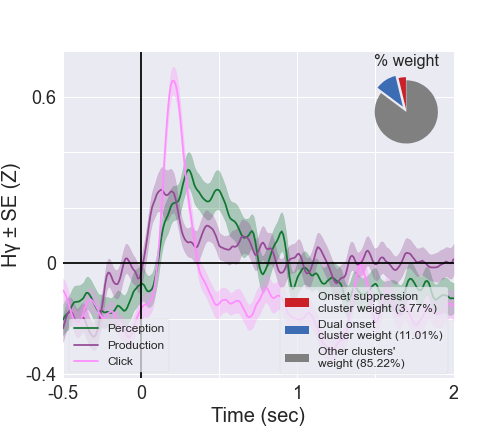 % weight
0.6
0
-0.4
Hγ ± SE (Z)
Perception
Production
Click
Onset suppression
cluster weight (3.77%)
Dual onset
cluster weight (11.01%)
Other clusters'
weight (85.22%)
-0.5
0
1
2
Time (sec)